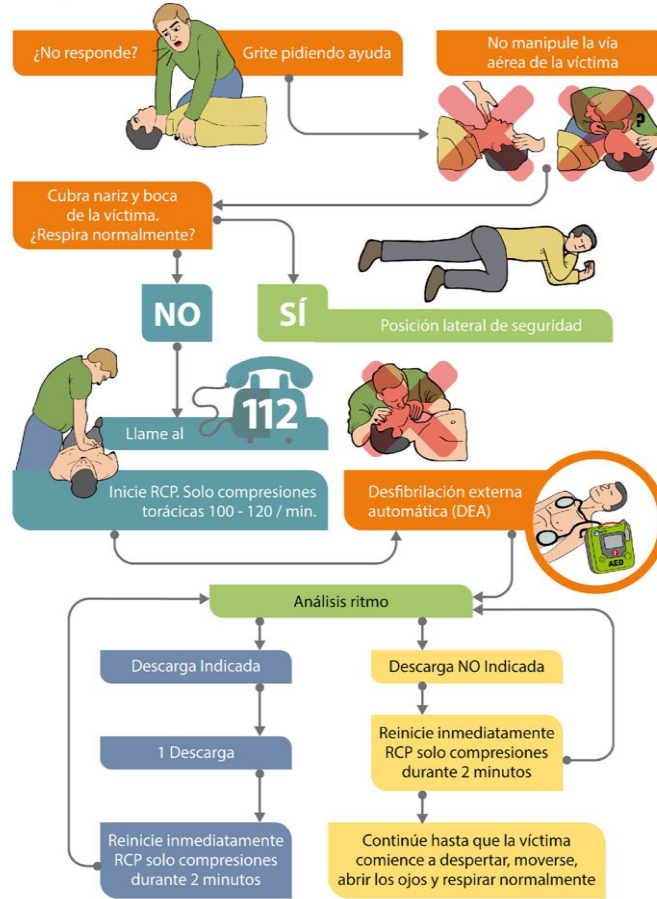 ¿No responde?
Grite pidiendo ayuda
No manipule la vía
aérea de la víctima
?
Cubra nariz y boca
de la víctima.
¿Respira normalmente?
NO
SÍ
Posición lateral de seguridad
Llame al
112
Inicie RCP. Solo compresiones
torácicas 100 - 120 / min.
Desfibrilación externa
automática (DEA)
AED
Análisis ritmo
Descarga Indicada
Descarga NO Indicada
1 Descarga
Reinicie inmediatamente
RCP solo compresiones
durante 2 minutos
Reinicie inmediatamente
RCP solo compresiones
durante 2 minutos
Continúe hasta que la víctima
comience a despertar, moverse,
abrir los ojos y respirar normalmente